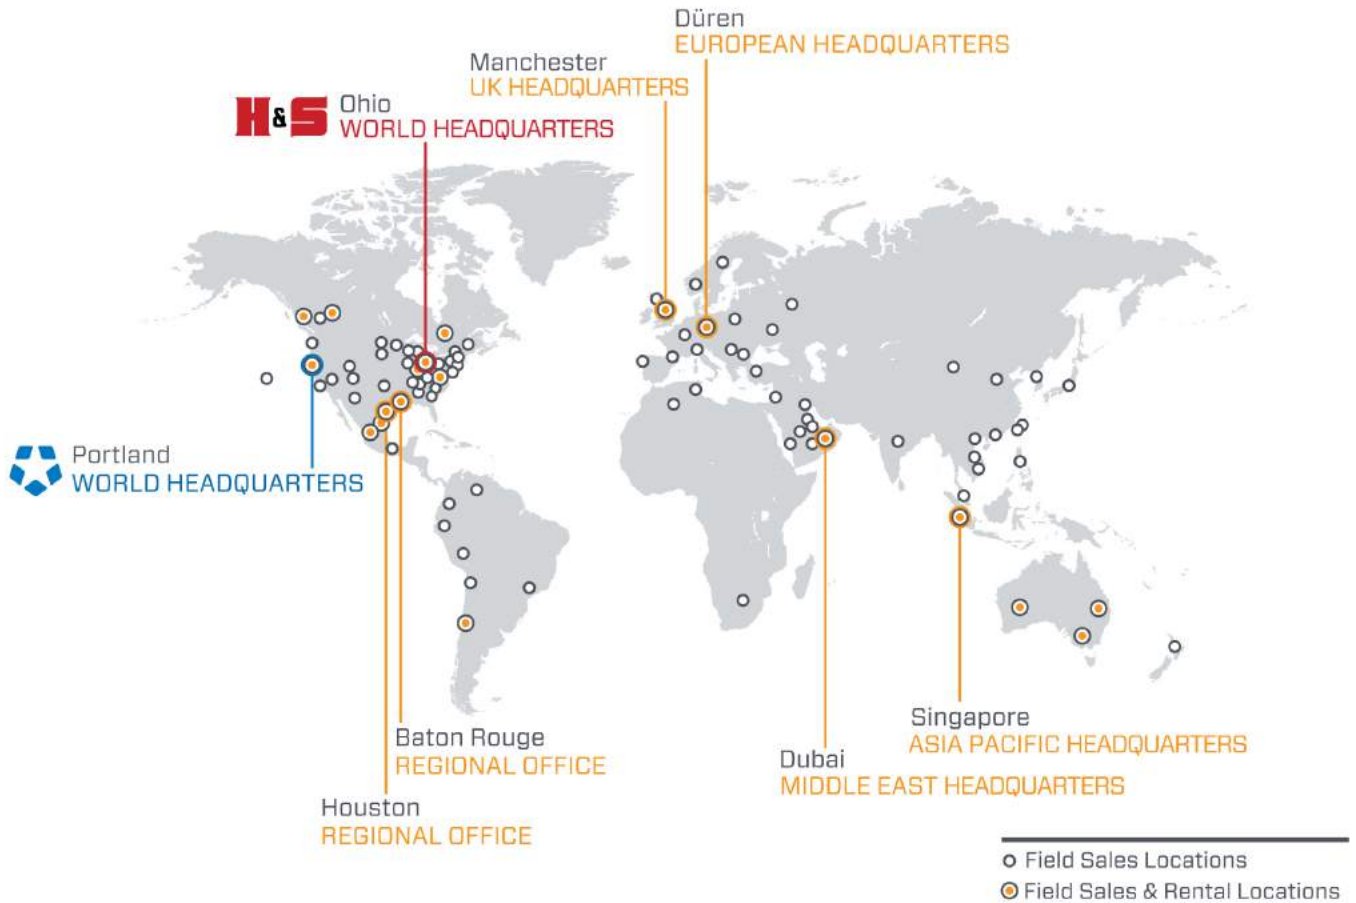 Düren
EUROPEAN HEADQUARTERS
Manchester
UK HEADQUARTERS
H&S
Ohio
WORLD HEADQUARTERS
Portland
WORLD HEADQUARTERS
Baton Rouge
REGIONAL OFFICE
Houston
REGIONAL OFFICE
Singapore
ASIA PACIFIC HEADQUARTERS
Dubai
MIDDLE EAST HEADQUARTERS
Field Sales Locations
Field Sales & Rental Locations